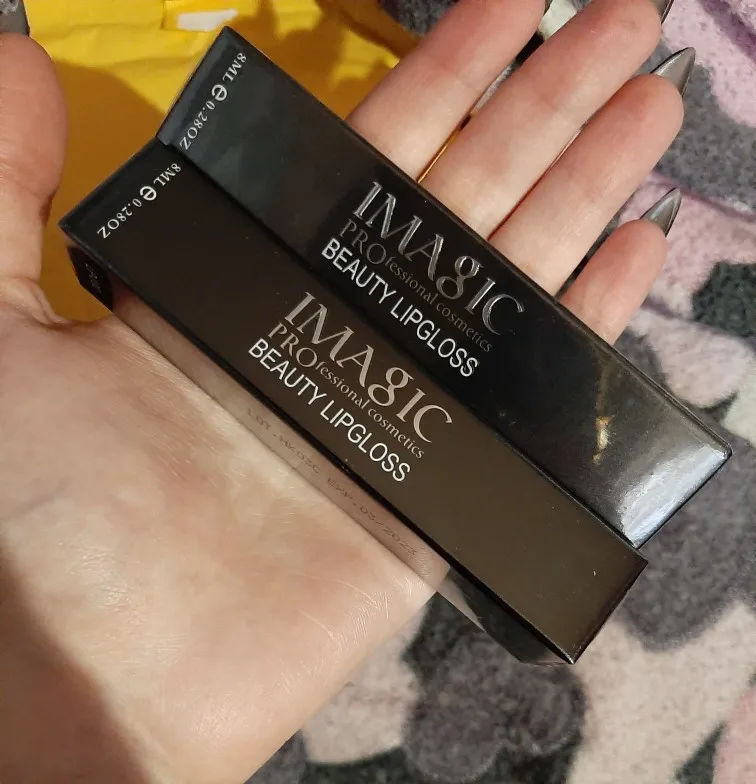 8ML e 0.28OZ
IMAGIC
PROfessional cosmetics
BEAUTY LIPGLOSS
8ML e 0.28OZ
IMAGIC
PROfessional cosmetics
BEAUTY LIPGLOSS